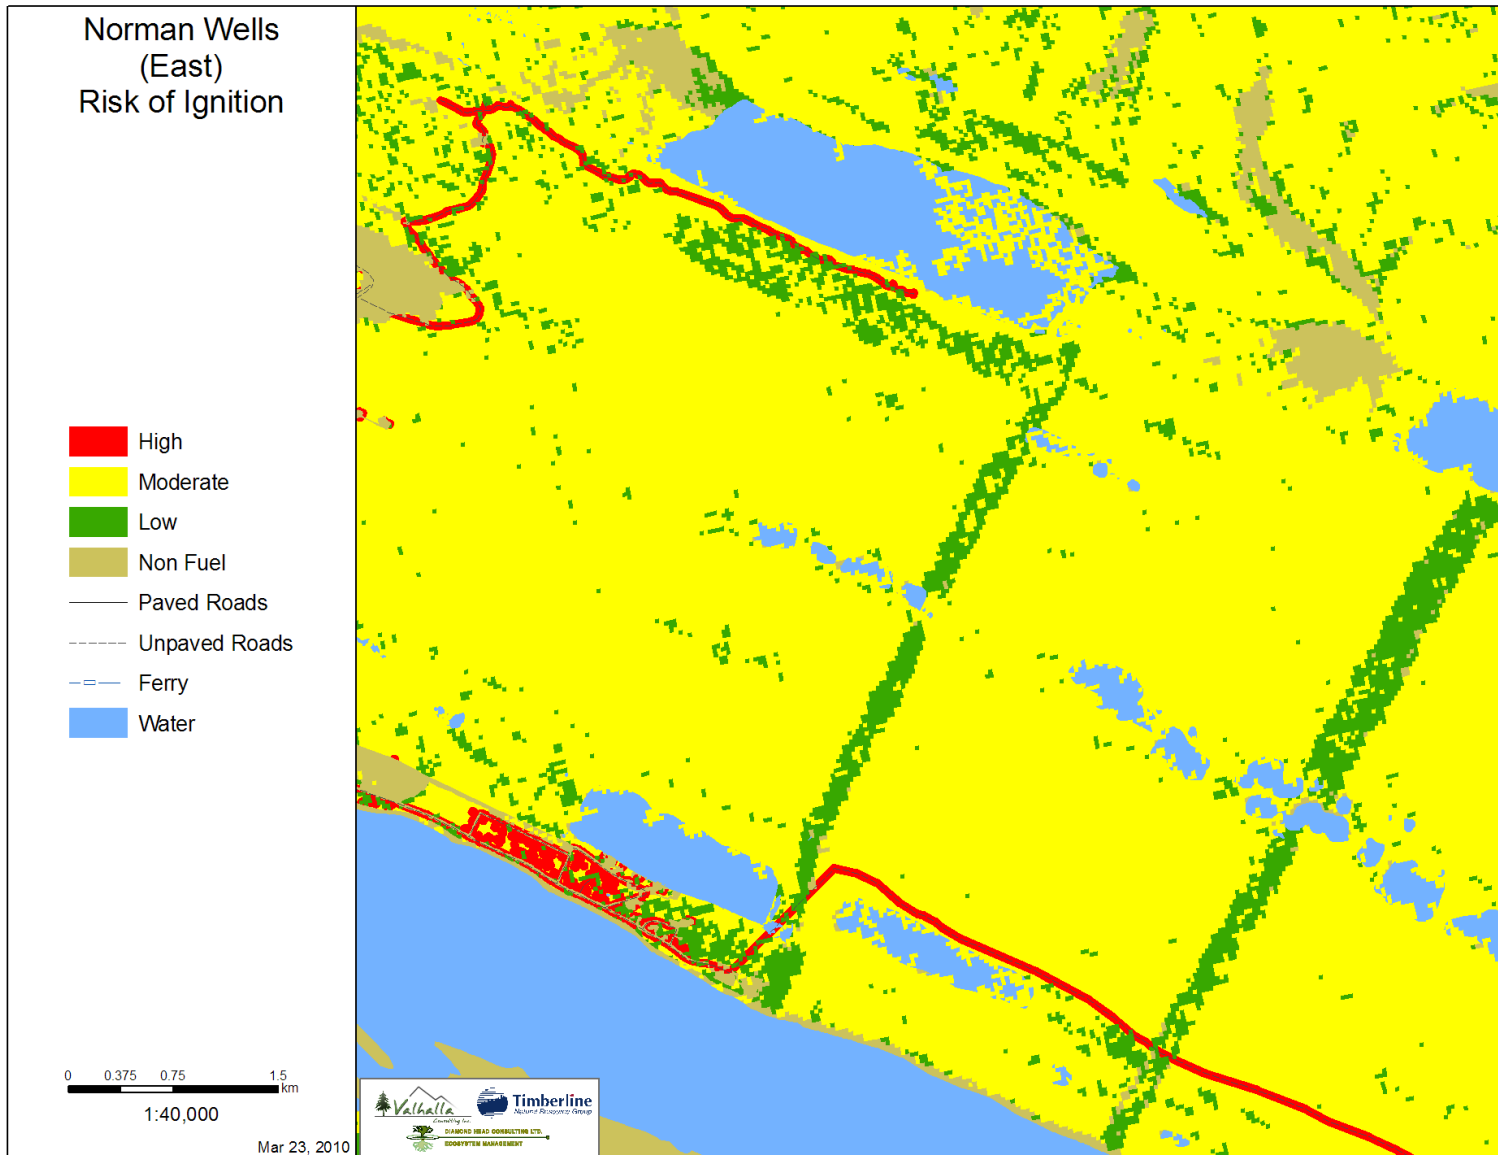 Norman Wells
(East)
Risk of Ignition
High
Moderate
Low
Non Fuel
Paved Roads
Unpaved Roads
Ferry
Water
0 0.375 0.75 1.5
km
1:40,000
Mar 23, 2010
Valhalla
Consulting Inc.
Timberline
Natural Resource Group
DIAMOND HEAD CONSULTING LTD.
ECOSYSTEM MANAGEMENT